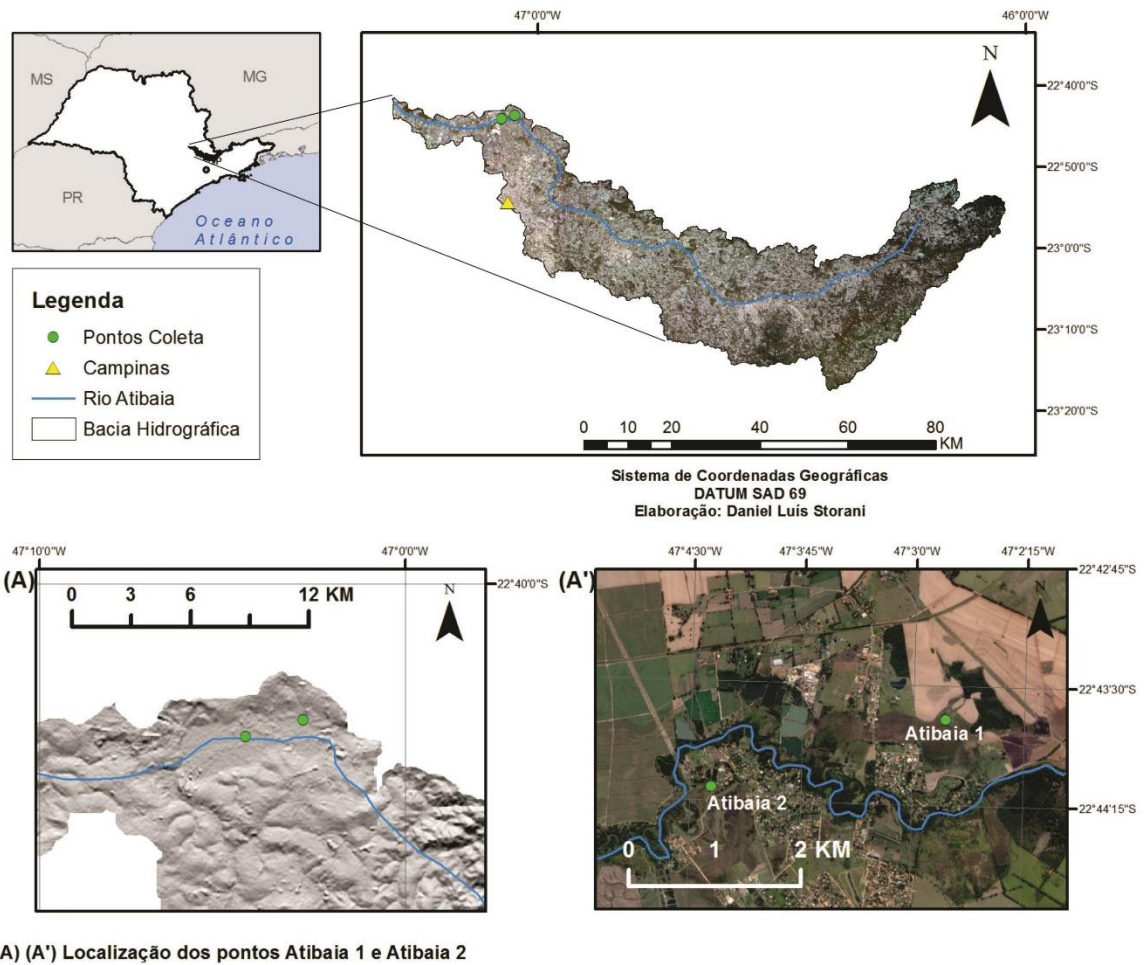 MS
MG
PR
Oceano
Atlântico
47°0'0"W
46°0'0"W
N
22°40'0"S
22°50'0"S
23°0'0"S
23°10'0"S
23°20'0"S
0 10 20 40 60 80
KM
Legenda
Pontos Coleta
Campinas
Rio Atibaia
Bacia Hidrográfica
Sistema de Coordenadas Geográficas
DATUM SAD 69
Elaboração: Daniel Luís Storani
47°10'0"W
47°0'0"W
(A)
22°40'0"S
0 3 6 12 KM
N
47°4'30"W
47°3'45"W
47°3'0"W
47°2'15"W
(A')
22°42'45"S
N
22°43'30"S
Atibaia 1
Atibaia 2
22°44'15"S
0 1 2 KM
A) (A') Localização dos pontos Atibaia 1 e Atibaia 2